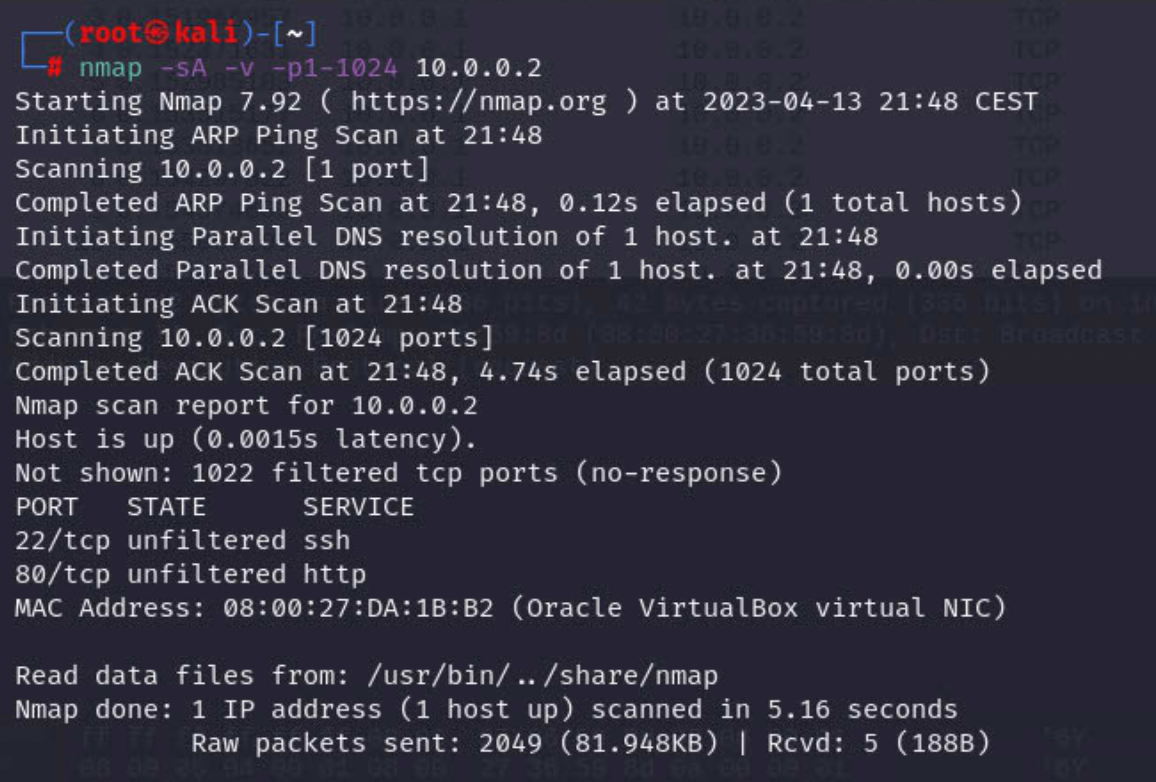 ┌──(root㉿kali)-[~]
└─# nmap -sA -v -p1-1024 10.0.0.2
Starting Nmap 7.92 ( https://nmap.org ) at 2023-04-13 21:48 CEST
Initiating ARP Ping Scan at 21:48
Scanning 10.0.0.2 [1 port]
Completed ARP Ping Scan at 21:48, 0.12s elapsed (1 total hosts)
Initiating Parallel DNS resolution of 1 host. at 21:48
Completed Parallel DNS resolution of 1 host. at 21:48, 0.00s elapsed
Initiating ACK Scan at 21:48
Scanning 10.0.0.2 [1024 ports]
Completed ACK Scan at 21:48, 4.74s elapsed (1024 total ports)
Nmap scan report for 10.0.0.2
Host is up (0.0015s latency).
Not shown: 1022 filtered tcp ports (no-response)
PORT   STATE      SERVICE
22/tcp unfiltered ssh
80/tcp unfiltered http
MAC Address: 08:00:27:DA:1B:B2 (Oracle VirtualBox virtual NIC)
Read data files from: /usr/bin/../share/nmap
Nmap done: 1 IP address (1 host up) scanned in 5.16 seconds
           Raw packets sent: 2049 (81.948KB) | Rcvd: 5 (188B)